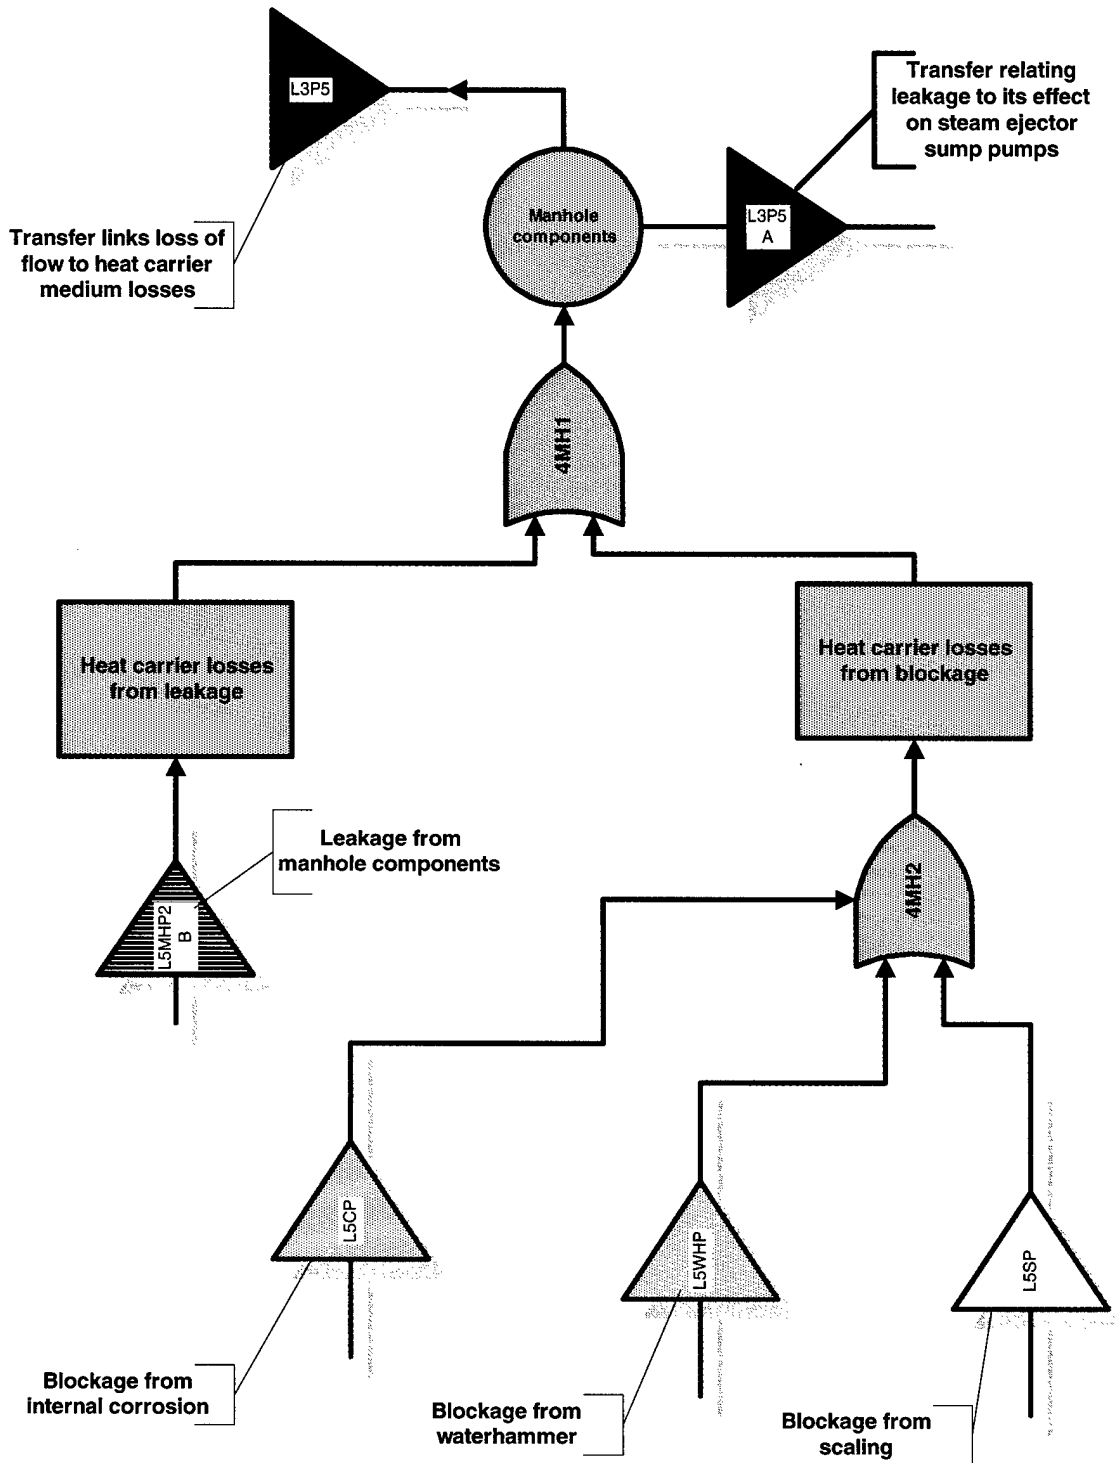 L3P5
Transfer relating
leakage to its effect
on steam ejector
sump pumps
Manhole
components
L3P5
A
Transfer links loss of
flow to heat carrier
medium losses
4MH1
Heat carrier losses
from leakage
Heat carrier losses
from blockage
Leakage from
manhole components
4MH2
L5MHP2
B
L5CP
L5WHP
L5SP
Blockage from
internal corrosion
Blockage from
waterhammer
Blockage from
scaling